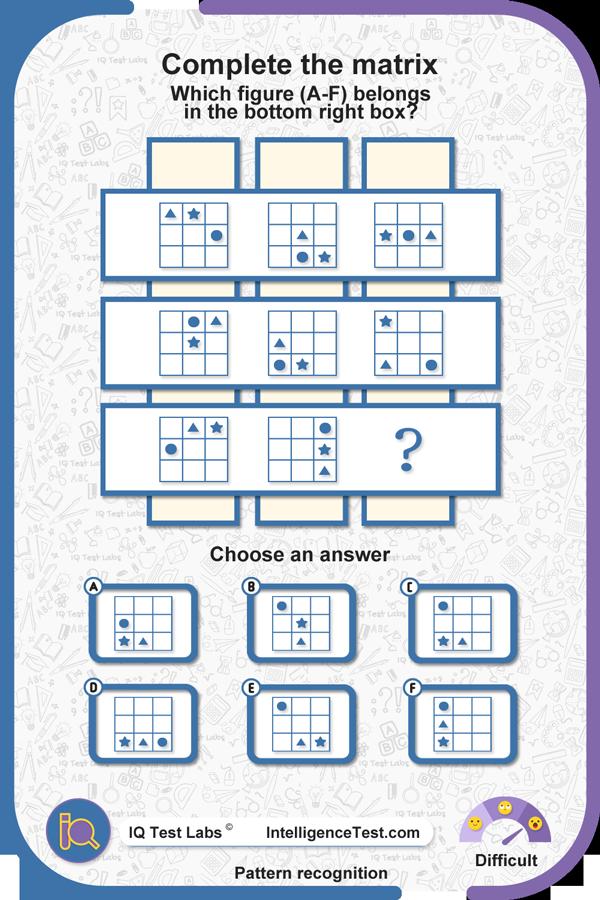 Complete the matrix
Which figure (A-F) belongs
in the bottom right box?
?
Choose an answer
A
B
C
D
E
F
IQ Test Labs ©
IntelligenceTest.com
Difficult
Pattern recognition